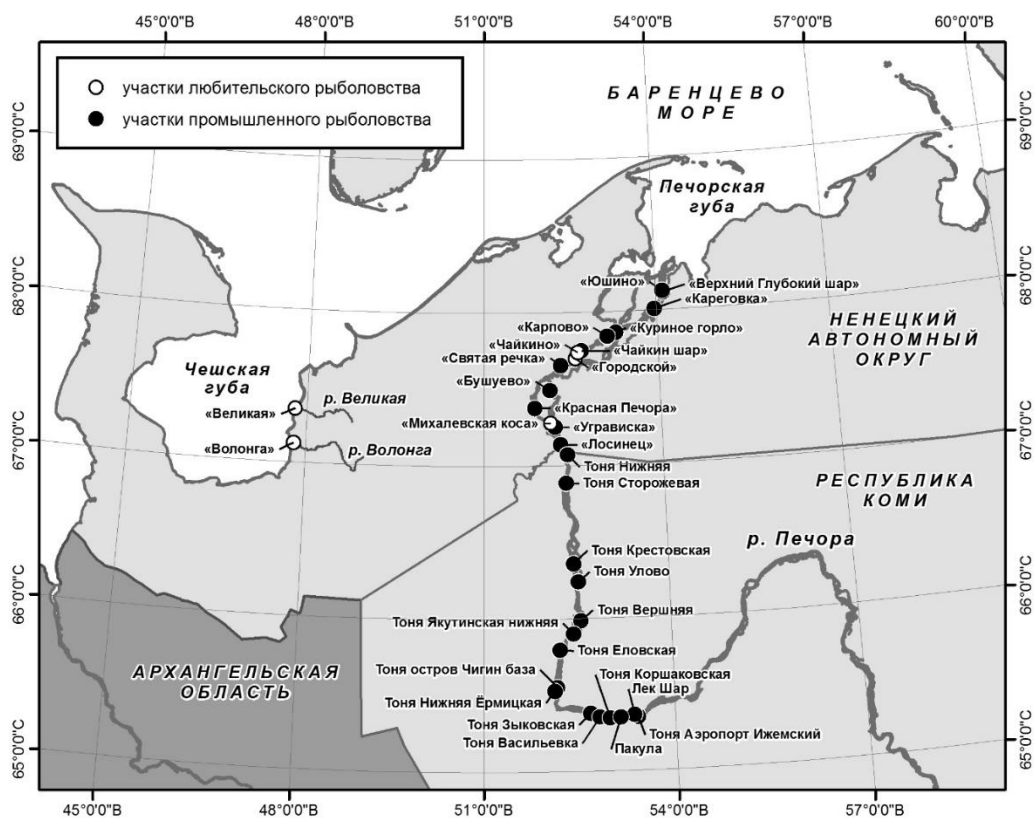 45°0'0"В 48°0'0"В 51°0'0"В 54°0'0"В 57°0'0"В 60°0'0"В
участки любительского рыболовства
участки промышленного рыболовства
БАРЕНЦЕВО
МОРЕ
69°0'0"С
69°0'0"С
Печорская
губа
68°0'0"С
68°0'0"С
«Юшино»
«Верхний Глубокий шар»
«Кареговка»
«Карпово»
«Куриное горло»
НЕНЕЦКИЙ
АВТОНОМНЫЙ
ОКРУГ
«Чайкино»
«Чайкин шар»
«Святая речка»
«Городской»
Чешская
губа
«Бушуево»
«Великая»
р. Великая
«Красная Печора»
«Михалевская коса»
«Угрависка»
«Волонга»
р. Волонга
«Лосинец»
67°0'0"С
67°0'0"С
Тоня Нижняя
Тоня Сторожевая
РЕСПУБЛИКА
КОМИ
р. Печора
Тоня Крестовская
Тоня Улово
66°0'0"С
66°0'0"С
Тоня Вершняя
Тоня Якутинская нижняя
Тоня Еловская
АРХАНГЕЛЬСКАЯ
ОБЛАСТЬ
Тоня остров Чигин база
Тоня Коршаковская
Лек Шар
Тоня Нижняя Ёрмицкая
Тоня Зыковская
Тоня Аэропорт Ижемский
Тоня Васильевка
Пакула
65°0'0"С
65°0'0"С
45°0'0"В 48°0'0"В 51°0'0"В 54°0'0"В 57°0'0"В